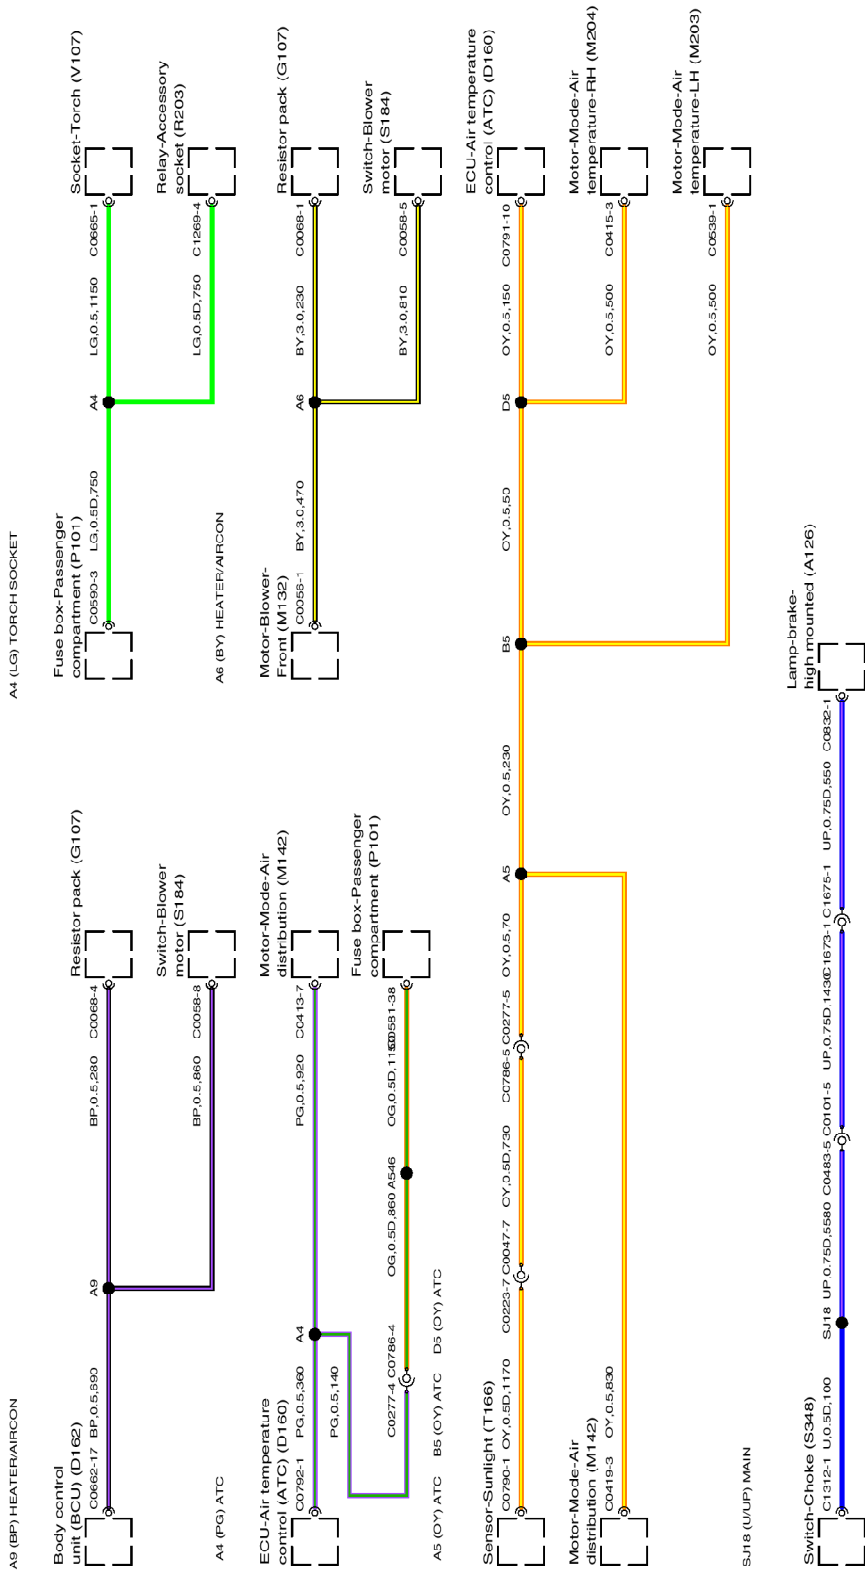 A9 (BP) HEATER/AIRCON
Body control
unit (BCU) (D162)
C0662-17 BP,0.5,690
A9
BP,0.5,280
C0068-4
Resistor pack (G107)
BP,0.5,860
C0058-8
Switch-Blower
motor (S184)
A4 (PG) ATC
ECU-Air temperature
control (ATC) (D160)
C0792-1 PG,0.5,360
A4
PG,0.5,140
PG,0.5,920
C0413-7
Motor-Mode-Air
distribution (M142)
C0277-4 C0786-4
OG,0.5D,860 A546
C0581-38
Fuse box-Passenger
compartment (P101)
A5 (OY) ATC B5 (OY) ATC D5 (OY) ATC
Sensor-Sunlight (T166)
C0790-1 OY,0.5D,1170
C0223-7 C0047-7
OY,0.5D,730
C0786-5 C0277-5
OY,0.5,70
A5
OY,0.5,230
B5
OY,0.5,50
D5
OY,0.5,150
C0791-10
ECU-Air temperature
control (ATC) (D160)
OY,0.5,500
C0415-3
Motor-Mode-Air
temperature-RH (M204)
OY,0.5,500
C0539-1
Motor-Mode-Air
temperature-LH (M203)
Motor-Mode-Air
distribution (M142)
C0419-3 OY,0.5,830
SJ18 (U/UP) MAIN
Switch-Choke (S348)
C1312-1 U,0.5D,100
SJ18 UP,0.75D,5580 C0483-5
C0101-5 UP,0.75D,1430
C1673-1 C1675-1
UP,0.75D,550
C0832-1
Lamp-brake-
high mounted (A126)
A4 (LG) TORCH SOCKET
Fuse box-Passenger
compartment (P101)
C0590-3 LG,0.5D,750
A4
LG,0.5,1150
C0665-1
Socket-Torch (V107)
LG,0.5D,750
C1269-4
Relay-Accessory
socket (R203)
A6 (BY) HEATER/AIRCON
Motor-Blower-
Front (M132)
C0058-1 BY,3.0,470
A6
BY,3.0,230
C0068-1
Resistor pack (G107)
BY,3.0,810
C0058-5
Switch-Blower
motor (S184)